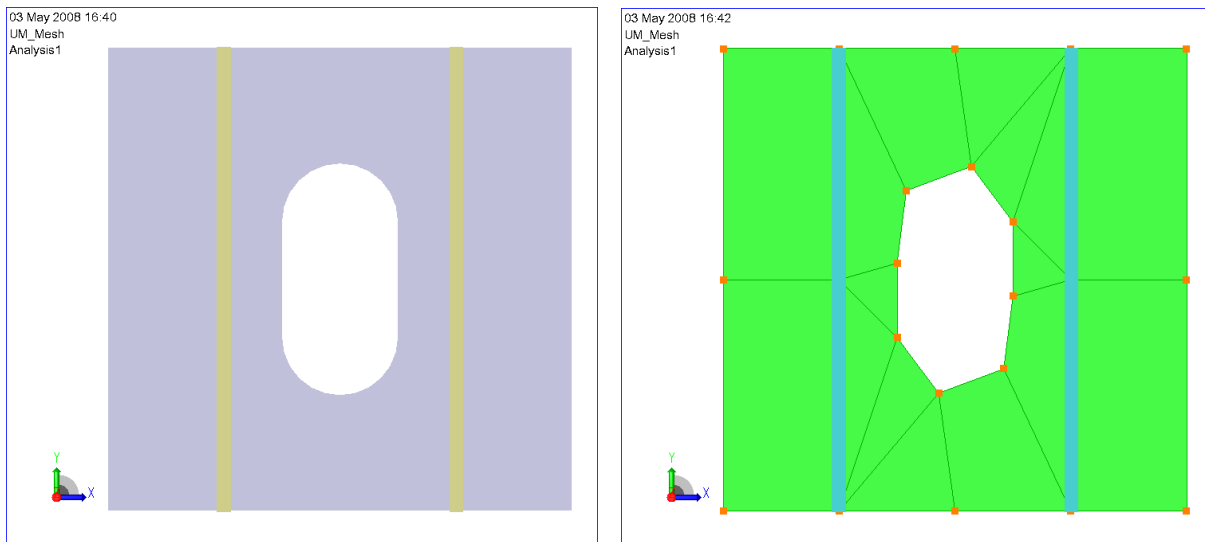 03 May 2008 16:40
UM_Mesh
Analysis1
Y
X
03 May 2008 16:42
UM_Mesh
Analysis1
Y
X